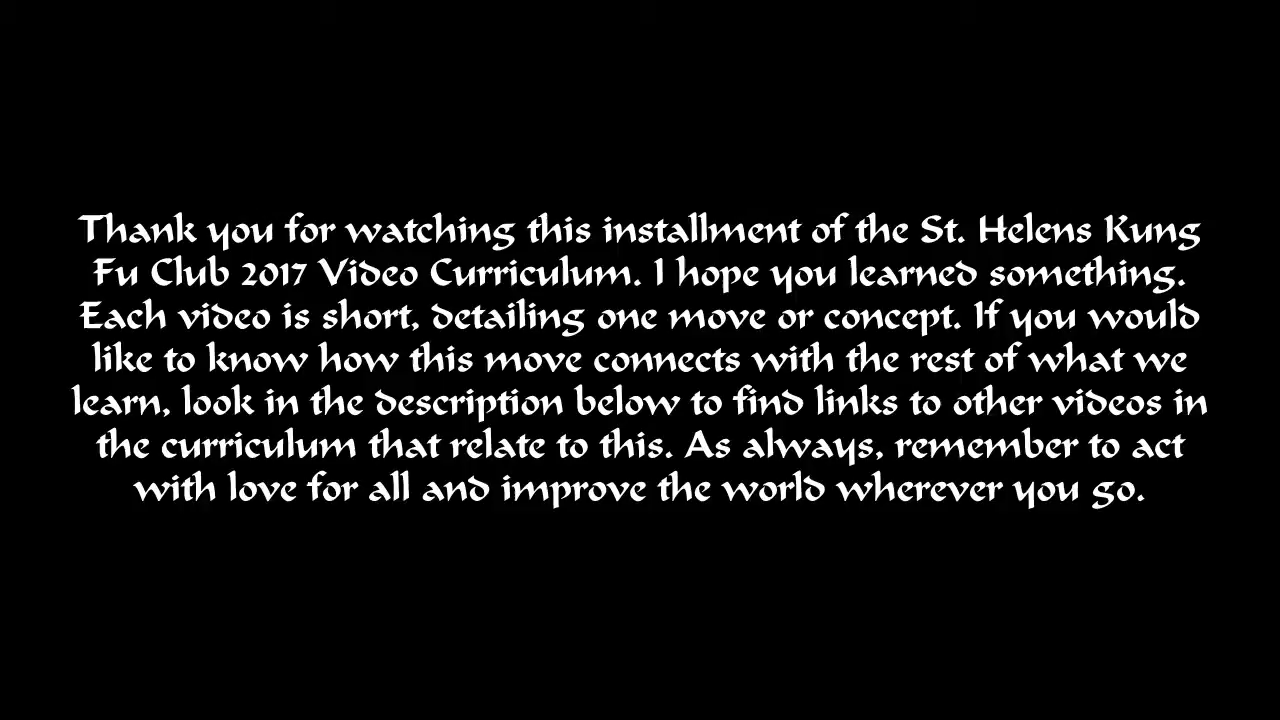 Thank you for watching this installment of the St. Helens Kung
Fu Club 2017 Video Curriculum. I hope you learned something.
Each video is short, detailing one move or concept. If you would
like to know how this move connects with the rest of what we
learn, look in the description below to find links to other videos in
the curriculum that relate to this. As always, remember to act
with love for all and improve the world wherever you go.